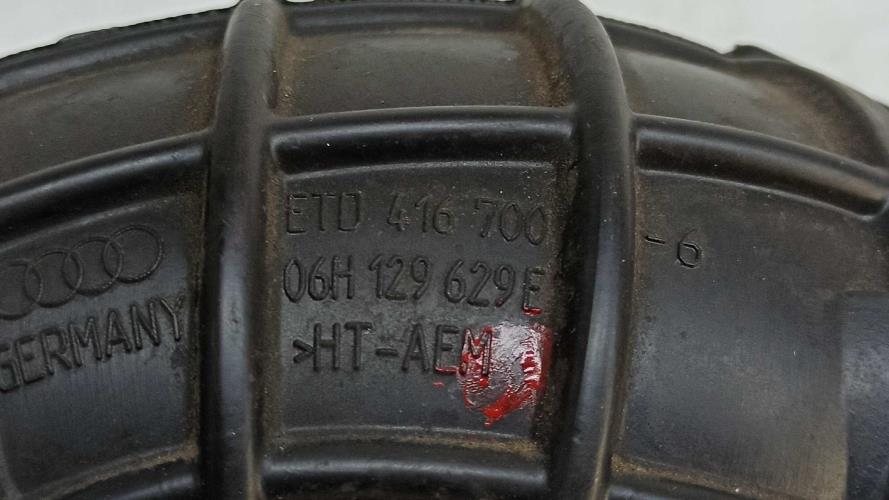 ETD 416 700
-6
06H 129 629 E
GERMANY
>HT-AEM